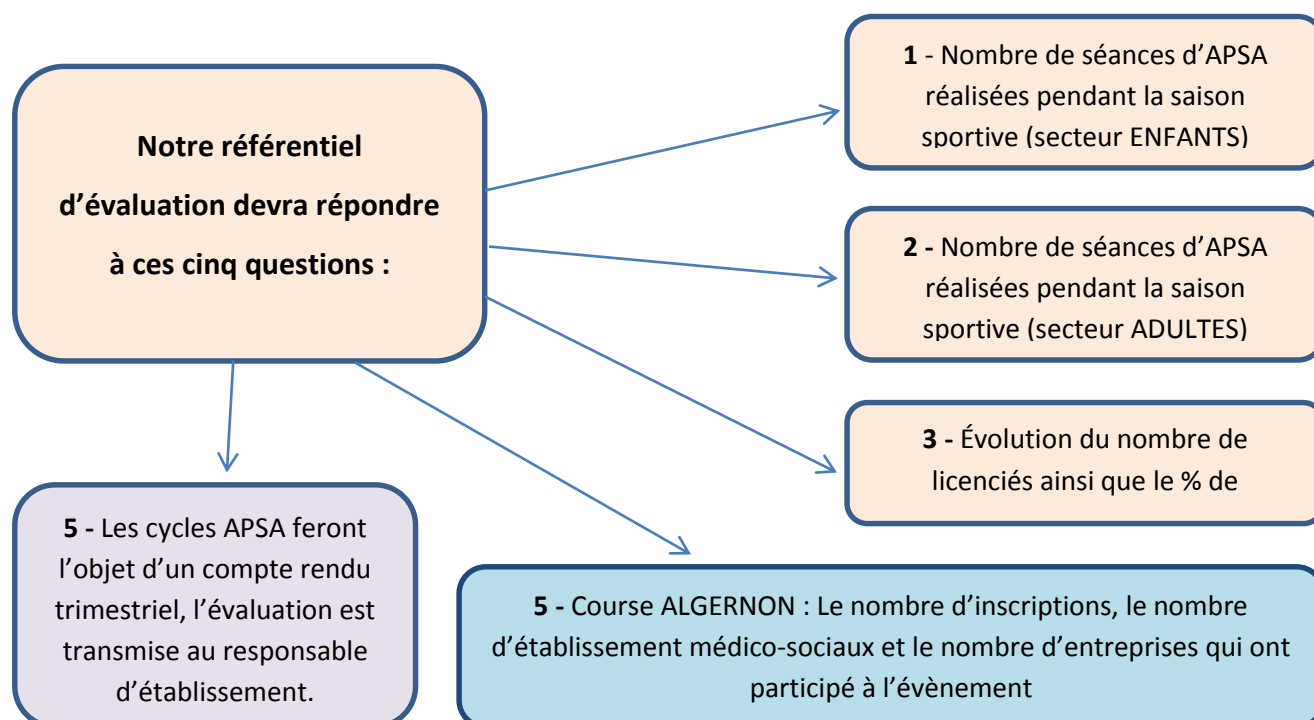 Notre référentiel
d’évaluation devra répondre
à ces cinq questions :
1 - Nombre de séances d’APSA
réalisées pendant la saison
sportive (secteur ENFANTS)
2 - Nombre de séances d’APSA
réalisées pendant la saison
sportive (secteur ADULTES)
3 - Évolution du nombre de
licenciés ainsi que le % de
5 - Les cycles APSA feront
l’objet d’un compte rendu
trimestriel, l’évaluation est
transmise au responsable
d’établissement.
5 - Course ALGERNON : Le nombre d’inscriptions, le nombre
d’établissement médico-sociaux et le nombre d’entreprises qui ont
participé à l’évènement